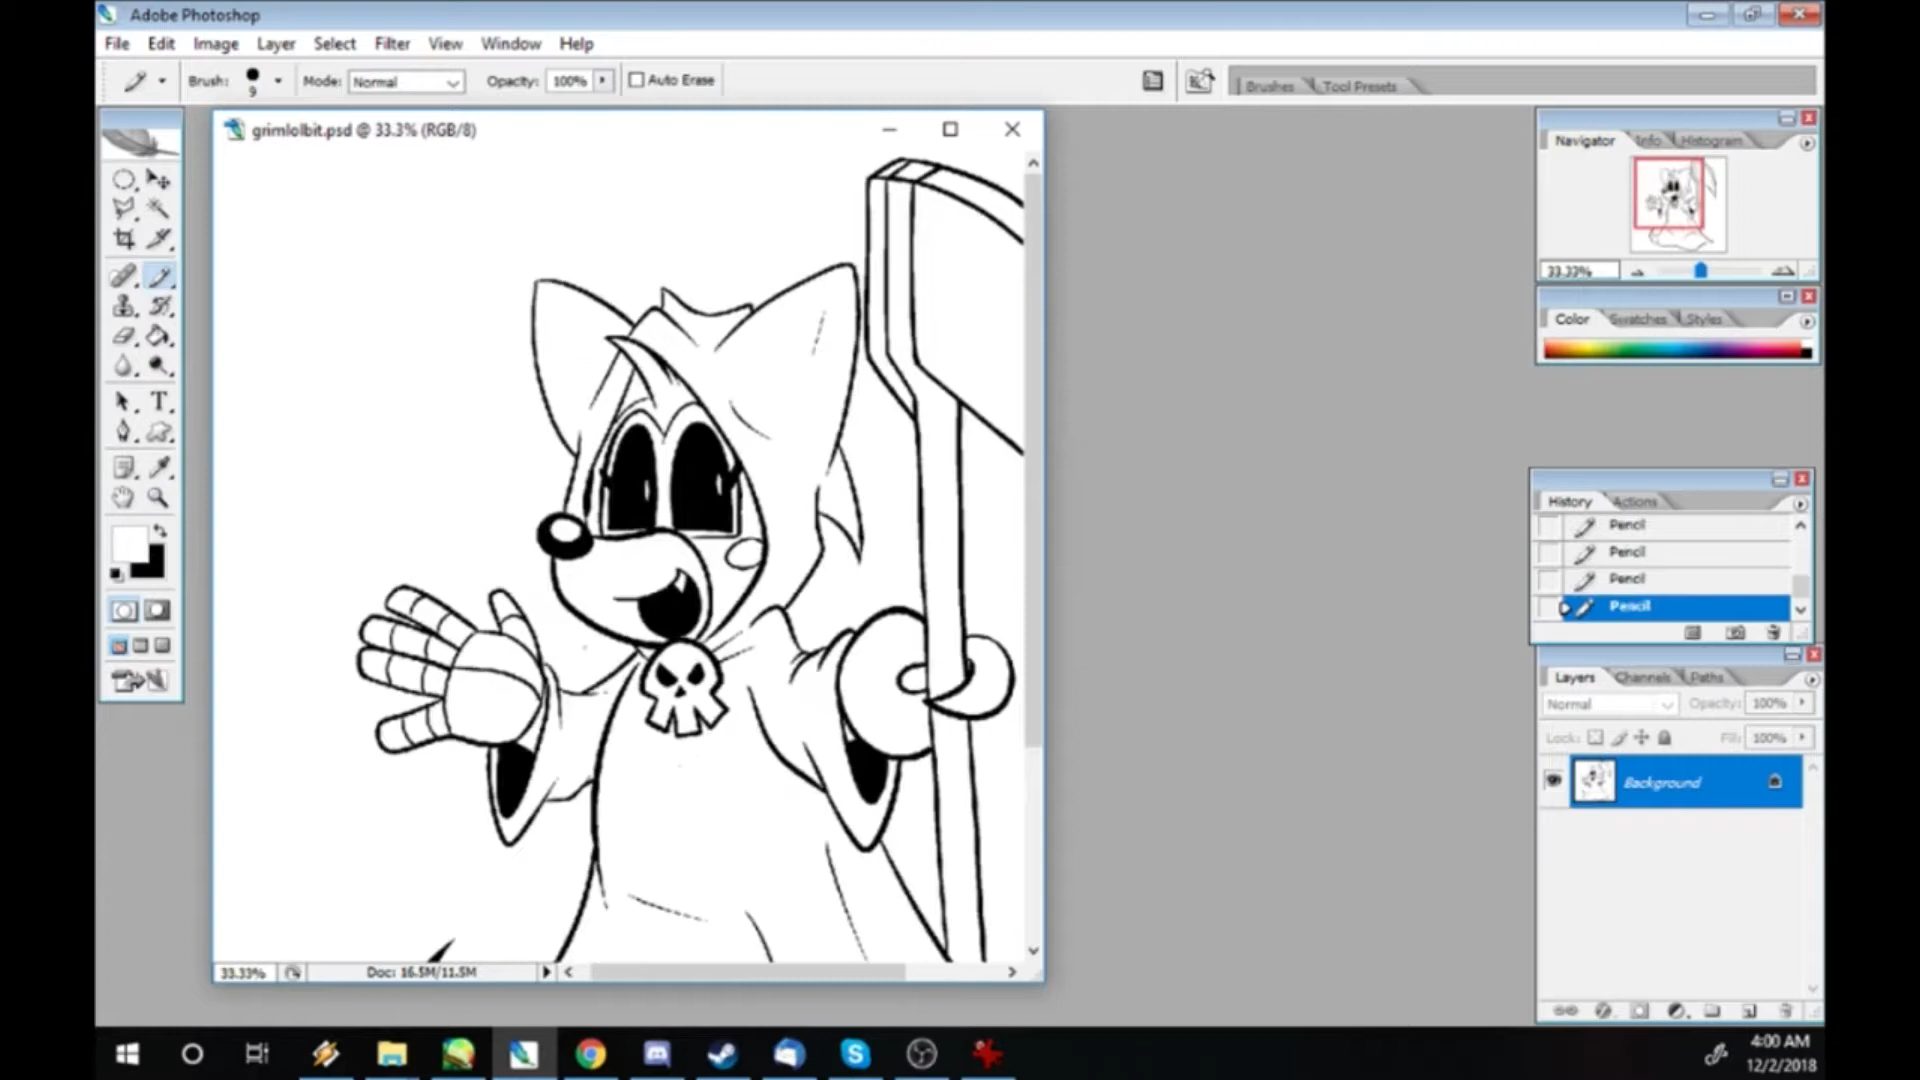 Adobe Photoshop
File Edit Image Layer Select Filter View Window Help
Brush: 9 Mode: Normal Opacity: 100% Auto Erase
Brushes Tool Presets
grimlolbit.psd @ 33.3% (RGB/8)
Navigator Info Histogram
33.33%
Color Swatches Styles
History Actions
Pencil
Pencil
Pencil
Pencil
Layers Channels Paths
Normal Opacity: 100%
Lock: Fill: 100%
Background
33.33% Doc: 16.5M/11.5M
4:00 AM
12/2/2018